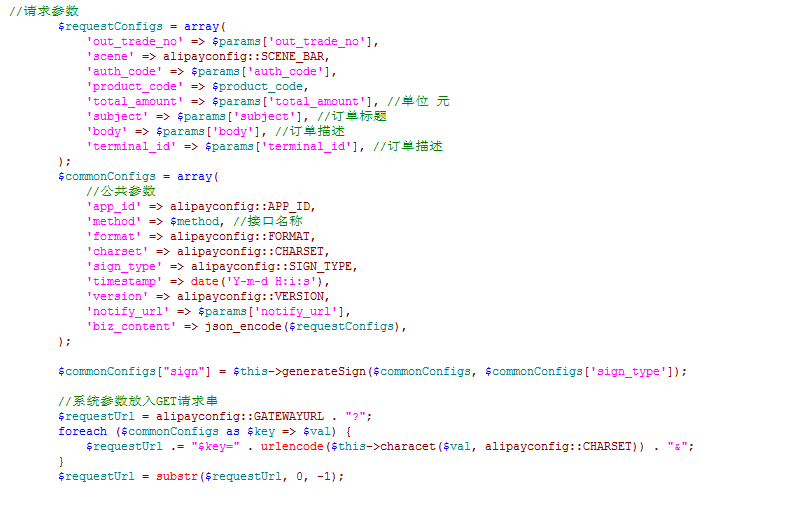 //请求参数
$requestConfigs = array(
'out_trade_no' => $params['out_trade_no'],
'scene' => alipayconfig::SCENE_BAR,
'auth_code' => $params['auth_code'],
'product_code' => $product_code,
'total_amount' => $params['total_amount'], //单位 元
'subject' => $params['subject'], //订单标题
'body' => $params['body'], //订单描述
'terminal_id' => $params['terminal_id'], //订单描述
);
$commonConfigs = array(
//公共参数
'app_id' => alipayconfig::APP_ID,
'method' => $method, //接口名称
'format' => alipayconfig::FORMAT,
'charset' => alipayconfig::CHARSET,
'sign_type' => alipayconfig::SIGN_TYPE,
'timestamp' => date('Y-m-d H:i:s'),
'version' => alipayconfig::VERSION,
'notify_url' => $params['notify_url'],
'biz_content' => json_encode($requestConfigs),
);
$commonConfigs["sign"] = $this->generateSign($commonConfigs, $commonConfigs['sign_type']);
//系统参数放入GET请求串
$requestUrl = alipayconfig::GATEWAYURL . "?";
foreach ($commonConfigs as $key => $val) {
$requestUrl .= "$key=" . urlencode($this->characet($val, alipayconfig::CHARSET)) . "&";
}
$requestUrl = substr($requestUrl, 0, -1);